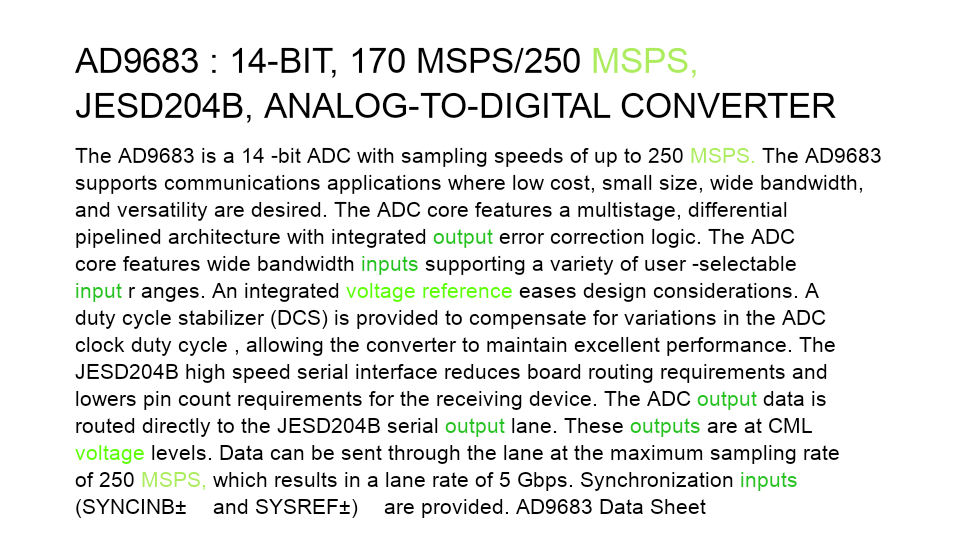 AD9683 : 14-BIT, 170 MSPS/250 MSPS,
JESD204B, ANALOG-TO-DIGITAL CONVERTER
The AD9683 is a 14 -bit ADC with sampling speeds of up to 250 MSPS. The AD9683
supports communications applications where low cost, small size, wide bandwidth,
and versatility are desired. The ADC core features a multistage, differential
pipelined architecture with integrated output error correction logic. The ADC
core features wide bandwidth inputs supporting a variety of user -selectable
input r anges. An integrated voltage reference eases design considerations. A
duty cycle stabilizer (DCS) is provided to compensate for variations in the ADC
clock duty cycle , allowing the converter to maintain excellent performance. The
JESD204B high speed serial interface reduces board routing requirements and
lowers pin count requirements for the receiving device. The ADC output data is
routed directly to the JESD204B serial output lane. These outputs are at CML
voltage levels. Data can be sent through the lane at the maximum sampling rate
of 250 MSPS, which results in a lane rate of 5 Gbps. Synchronization inputs
(SYNCINB± and SYSREF±) are provided. AD9683 Data Sheet